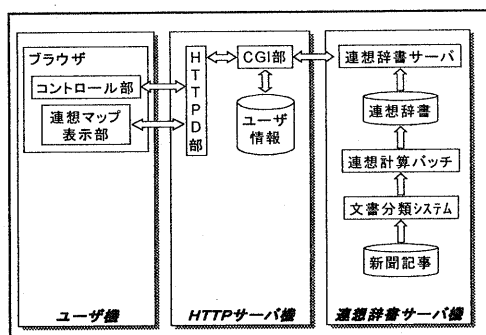 ブラウザ
コントロール部
連想マップ
表示部
ユーザ機
HTTPD部
CGI部
ユーザ
情報
HTTPサーバ機
連想辞書サーバ
連想辞書
連想計算バッチ
文書分類システム
新聞記事
連想辞書サーバ機